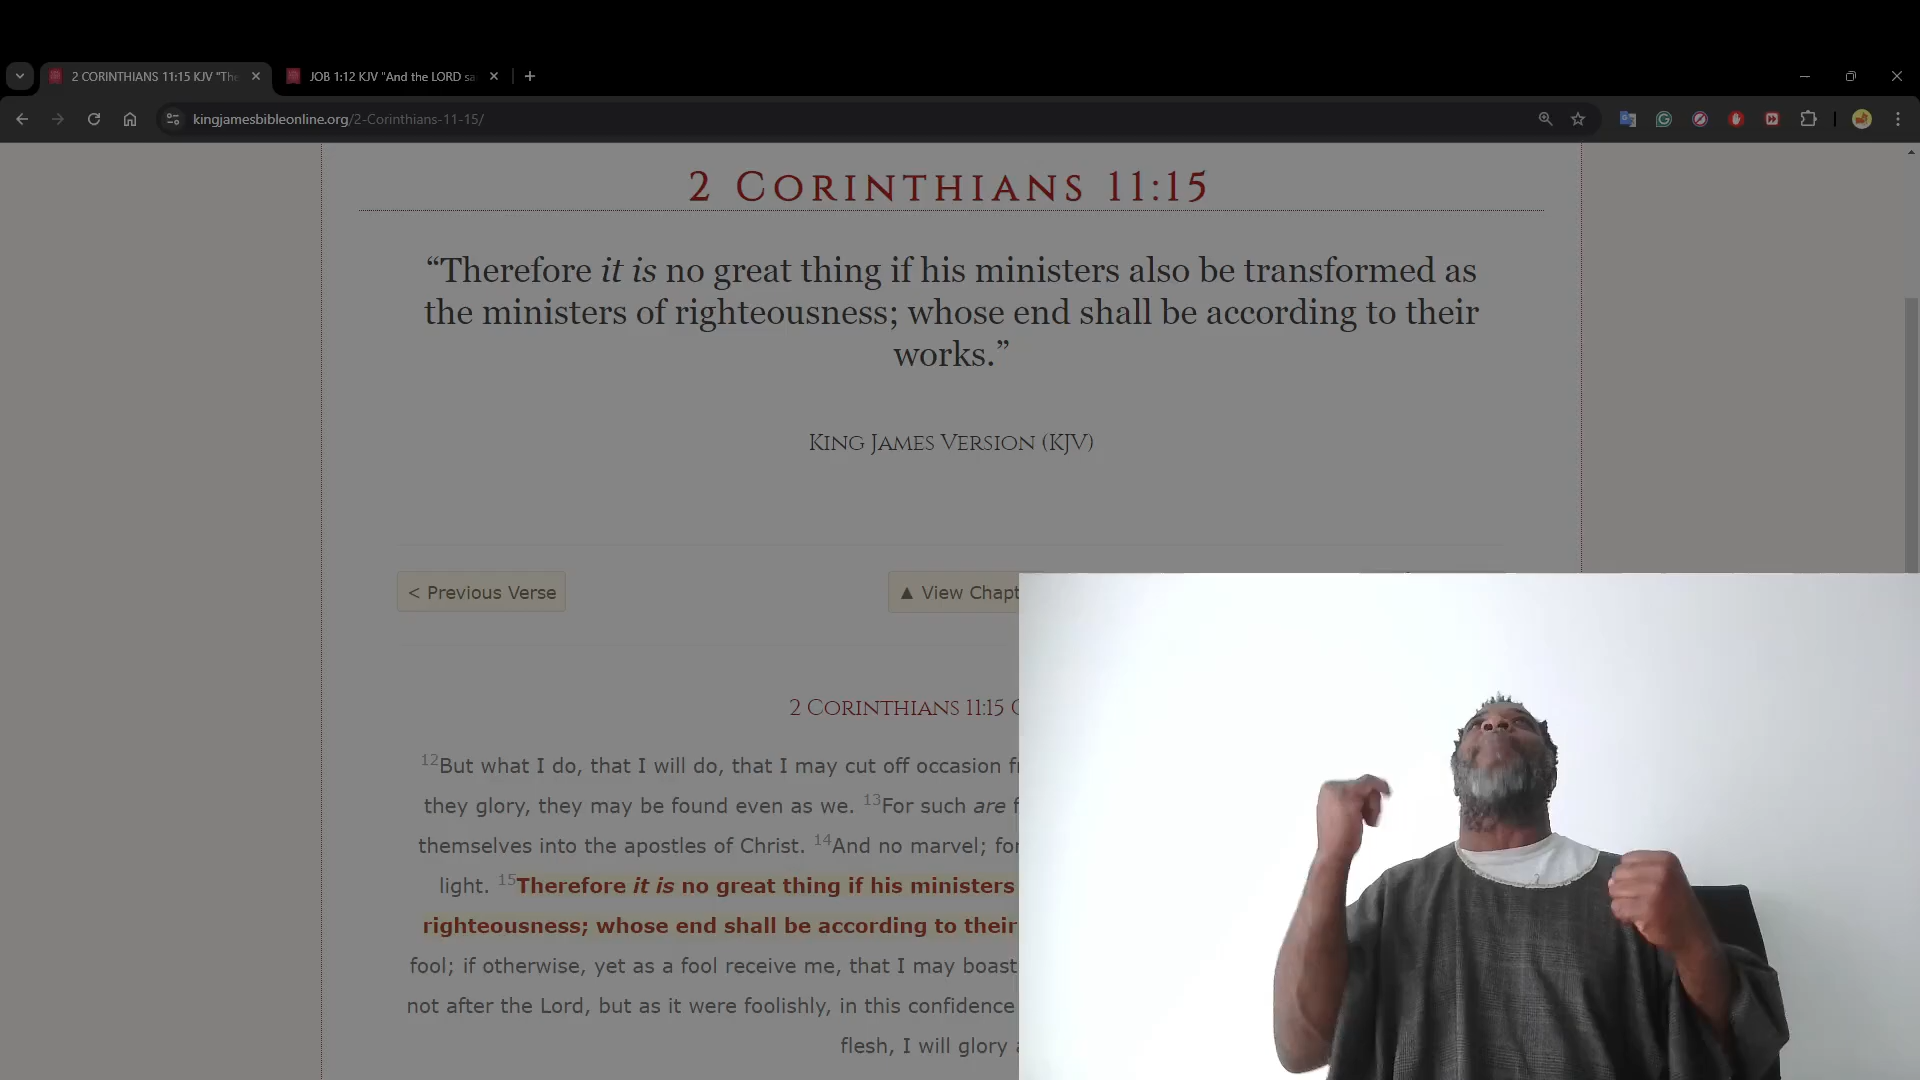 2 CORINTHIANS 11:15 KJV "The
JOB 1:12 KJV "And the LORD sa
kingjamesbibleonline.org/2-Corinthians-11-15/
2 CORINTHIANS 11:15
“Therefore it is no great thing if his ministers also be transformed as
the ministers of righteousness; whose end shall be according to their
works.”
KING JAMES VERSION (KJV)
< Previous Verse
▲ View Chapt
2 CORINTHIANS 11:15
12But what I do, that I will do, that I may cut off occasion
they glory, they may be found even as we. 13For such are
themselves into the apostles of Christ. 14And no marvel; for
light. 15Therefore it is no great thing if his ministers
righteousness; whose end shall be according to their
fool; if otherwise, yet as a fool receive me, that I may boast
not after the Lord, but as it were foolishly, in this confidence
flesh, I will glory